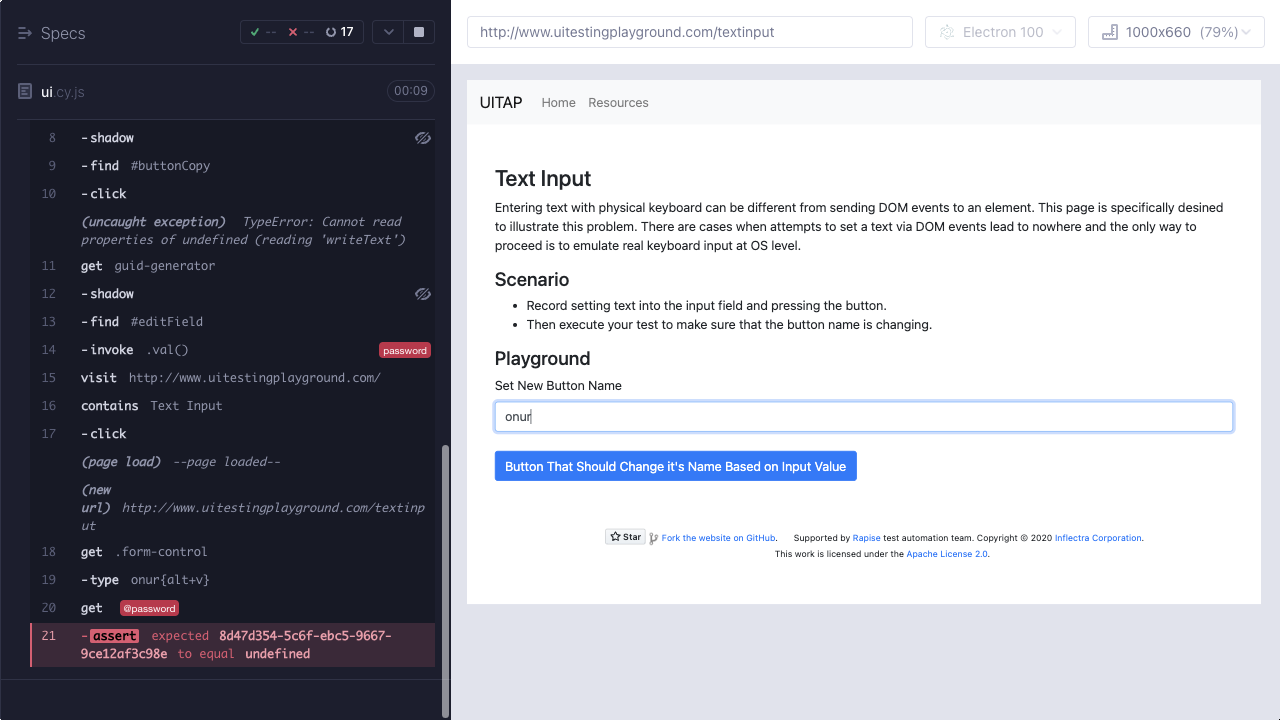 Specs
-- -- 17
ui.cy.js 00:09
8 -shadow
9 -find #buttonCopy
10 -click
(uncaught exception) TypeError: Cannot read
properties of undefined (reading 'writeText')
11 get guid-generator
12 -shadow
13 -find #editField
14 -invoke .val() password
15 visit http://www.uitestingplayground.com/
16 contains Text Input
17 -click
(page load) --page loaded--
(new
url) http://www.uitestingplayground.com/textinp
ut
18 get .form-control
19 -type onur{alt+v}
20 get @password
21 -assert expected 8d47d354-5c6f-ebc5-9667-
9ce12af3c98e to equal undefined
http://www.uitestingplayground.com/textinput Electron 100 1000x660 (79%)
UITAP Home Resources
Text Input
Entering text with physical keyboard can be different from sending DOM events to an element. This page is specifically desined
to illustrate this problem. There are cases when attempts to set a text via DOM events lead to nowhere and the only way to
proceed is to emulate real keyboard input at OS level.
Scenario
• Record setting text into the input field and pressing the button.
• Then execute your test to make sure that the button name is changing.
Playground
Set New Button Name
onur
Button That Should Change it's Name Based on Input Value
Star Fork the website on GitHub. Supported by Rapise test automation team. Copyright © 2020 Inflectra Corporation.
This work is licensed under the Apache License 2.0.